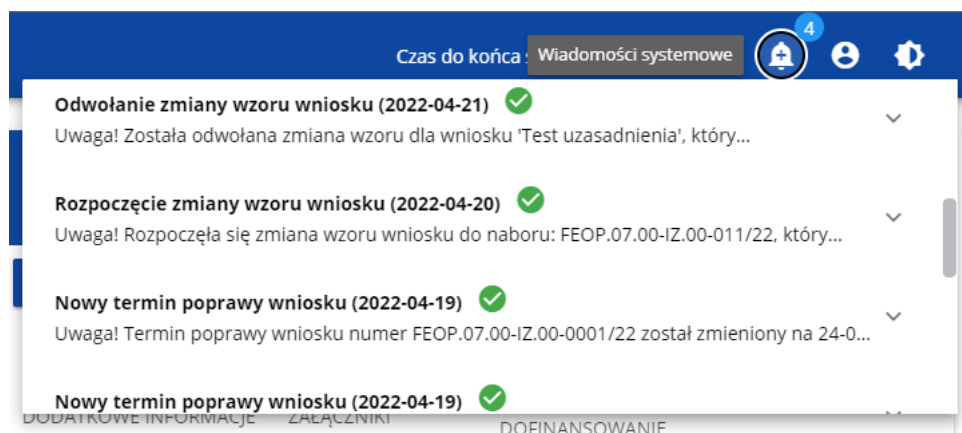 4
Czas do końca
Wiadomości systemowe
Odwołanie zmiany wzoru wniosku (2022-04-21)
Uwaga! Została odwołana zmiana wzoru dla wniosku 'Test uzasadnienia', który...
Rozpoczęcie zmiany wzoru wniosku (2022-04-20)
Uwaga! Rozpoczęła się zmiana wzoru wniosku do naboru: FEOP.07.00-IZ.00-011/22, który...
Nowy termin poprawy wniosku (2022-04-19)
Uwaga! Termin poprawy wniosku numer FEOP.07.00-IZ.00-0001/22 został zmieniony na 24-0...
Nowy termin poprawy wniosku (2022-04-19)
DODATKOWE INFORMACJE ZAŁĄCZNIKI
DOFINANSOWANIE